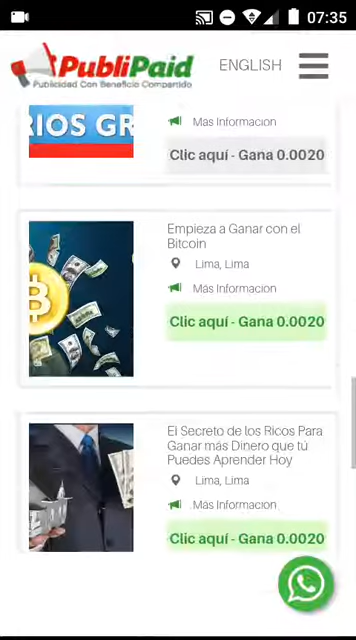 07:35
PubliPaid
Publicidad Con Beneficio Compartido
ENGLISH
RIOS GR
Mas Informacion
Clic aquí - Gana 0.0020
Empieza a Ganar con el
Bitcoin
Lima, Lima
Mas Informacion
Clic aquí - Gana 0.0020
El Secreto de los Ricos Para
Ganar más Dinero que tú
Puedes Aprender Hoy
Lima, Lima
Mas Informacion
Clic aquí - Gana 0.0020